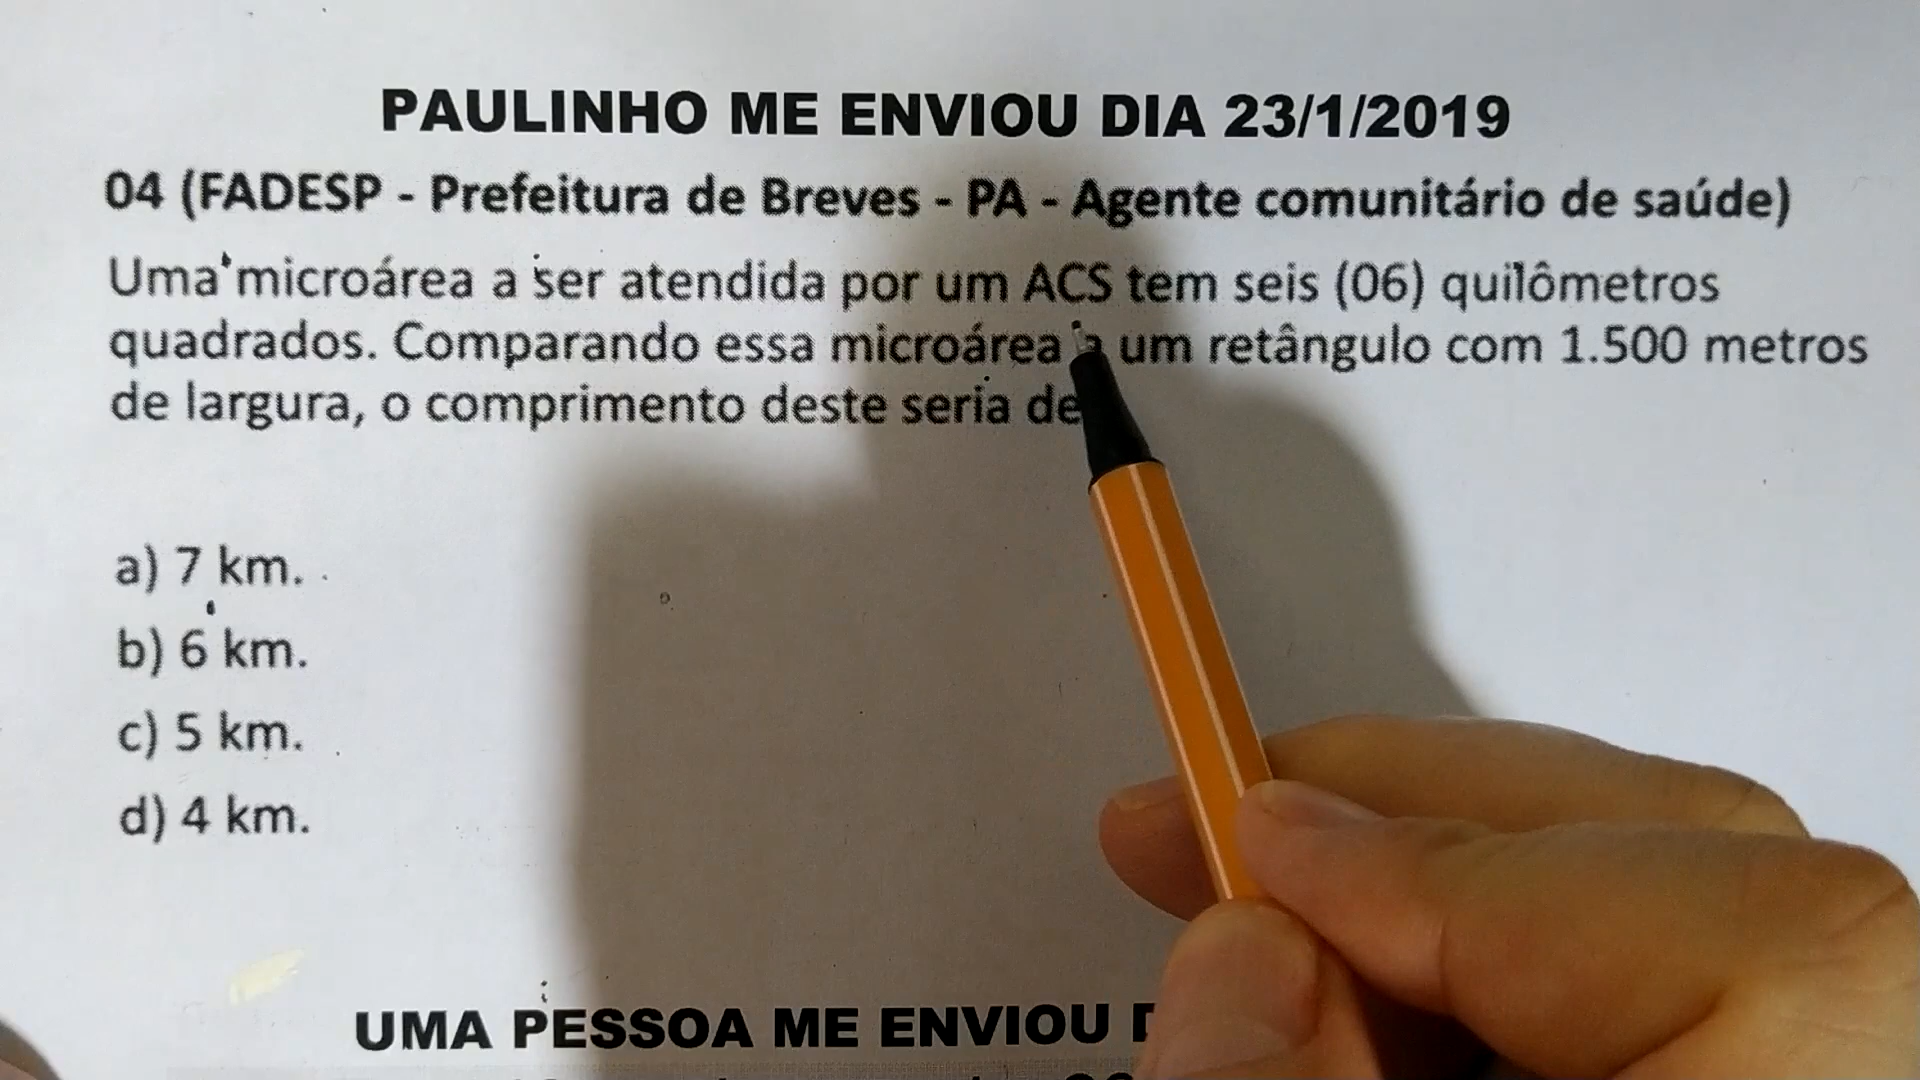 PAULINHO ME ENVIOU DIA 23/1/2019
04 (FADESP - Prefeitura de Breves - PA - Agente comunitário de saúde)
Uma microárea a ser atendida por um ACS tem seis (06) quilômetros
quadrados. Comparando essa microárea a um retângulo com 1.500 metros
de largura, o comprimento deste seria de
a) 7 km.
b) 6 km.
c) 5 km.
d) 4 km.
UMA PESSOA ME ENVIOU